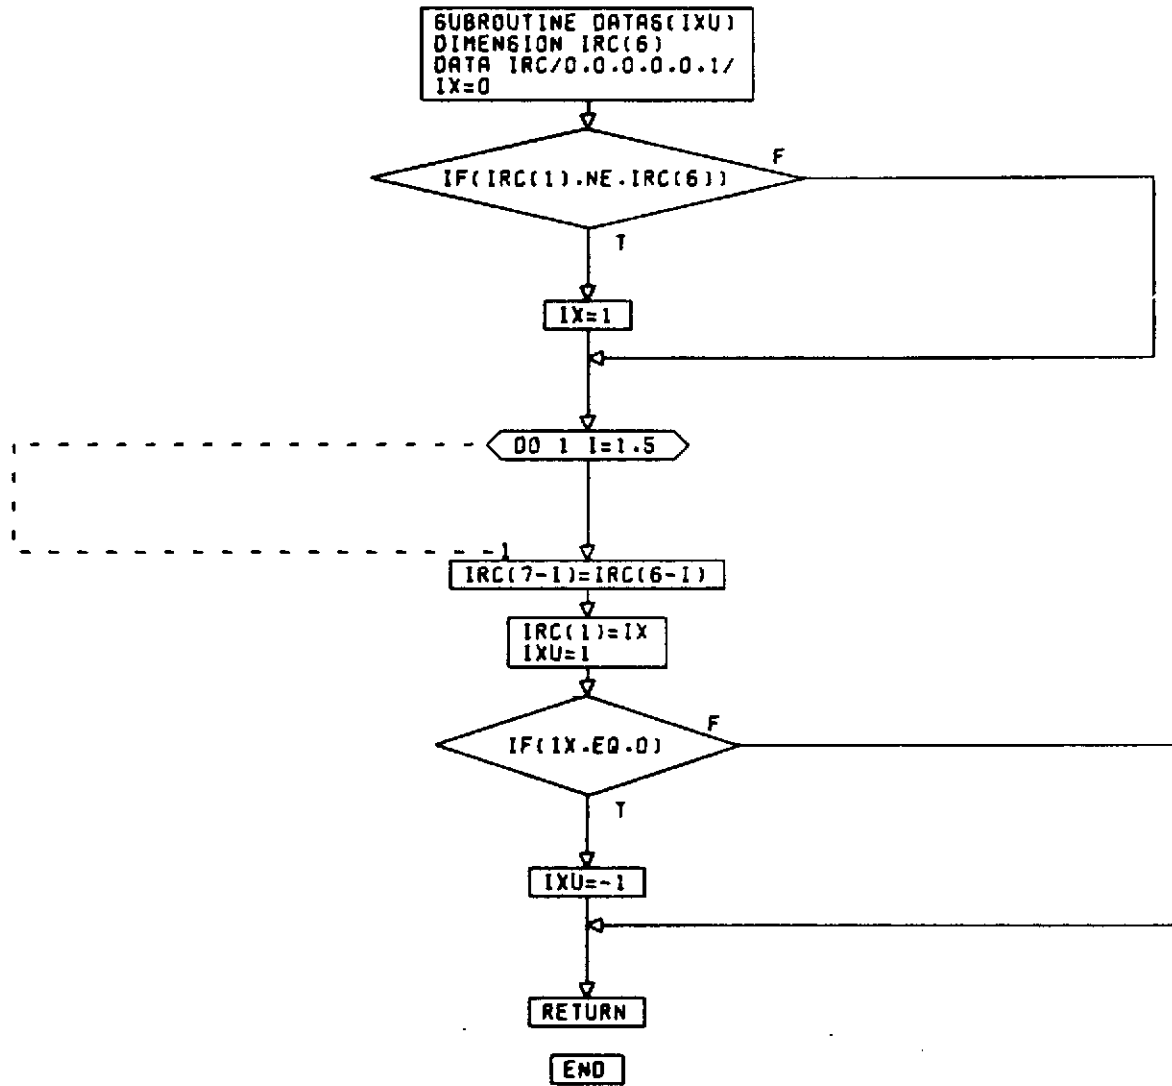 SUBROUTINE DATA6(IXU)
DIMENSION IRC(6)
DATA IRC/0.0.0.0.0.1/
IX=0
F
IF(IRC(1).NE.IRC(6))
T
IX=1
DO 1 I=1.5
1
IRC(7-I)=IRC(6-I)
IRC(1)=IX
IXU=1
F
IF(IX.EQ.0)
T
IXU=-1
RETURN
END